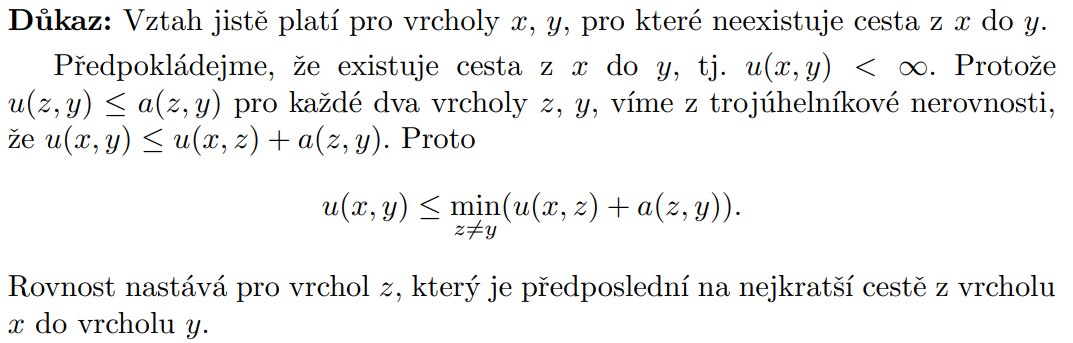 Důkaz: Vztah jistě platí pro vrcholy x, y, pro které neexistuje cesta z x do y.
Předpokládejme, že existuje cesta z x do y, tj. u(x, y) < ∞. Protože
u(z, y) ≤ a(z, y) pro každé dva vrcholy z, y, víme z trojúhelníkové nerovnosti,
že u(x, y) ≤ u(x, z) + a(z, y). Proto
u(x, y) ≤ min(u(x, z) + a(z, y)).
z≠y
Rovnost nastává pro vrchol z, který je předposlední na nejkratší cestě z vrcholu
x do vrcholu y.